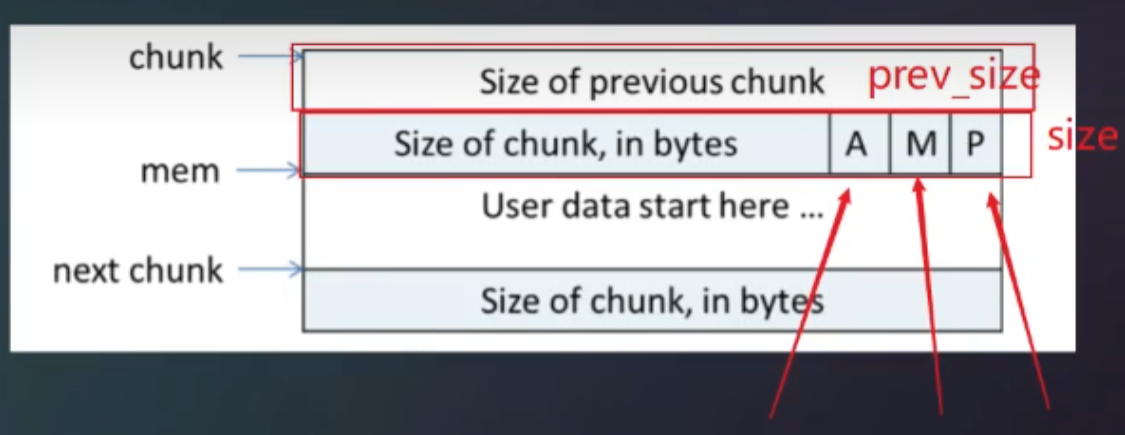 chunk
Size of previous chunk prev_size
Size of chunk, in bytes A M P size
mem
User data start here ...
next chunk
Size of chunk, in bytes